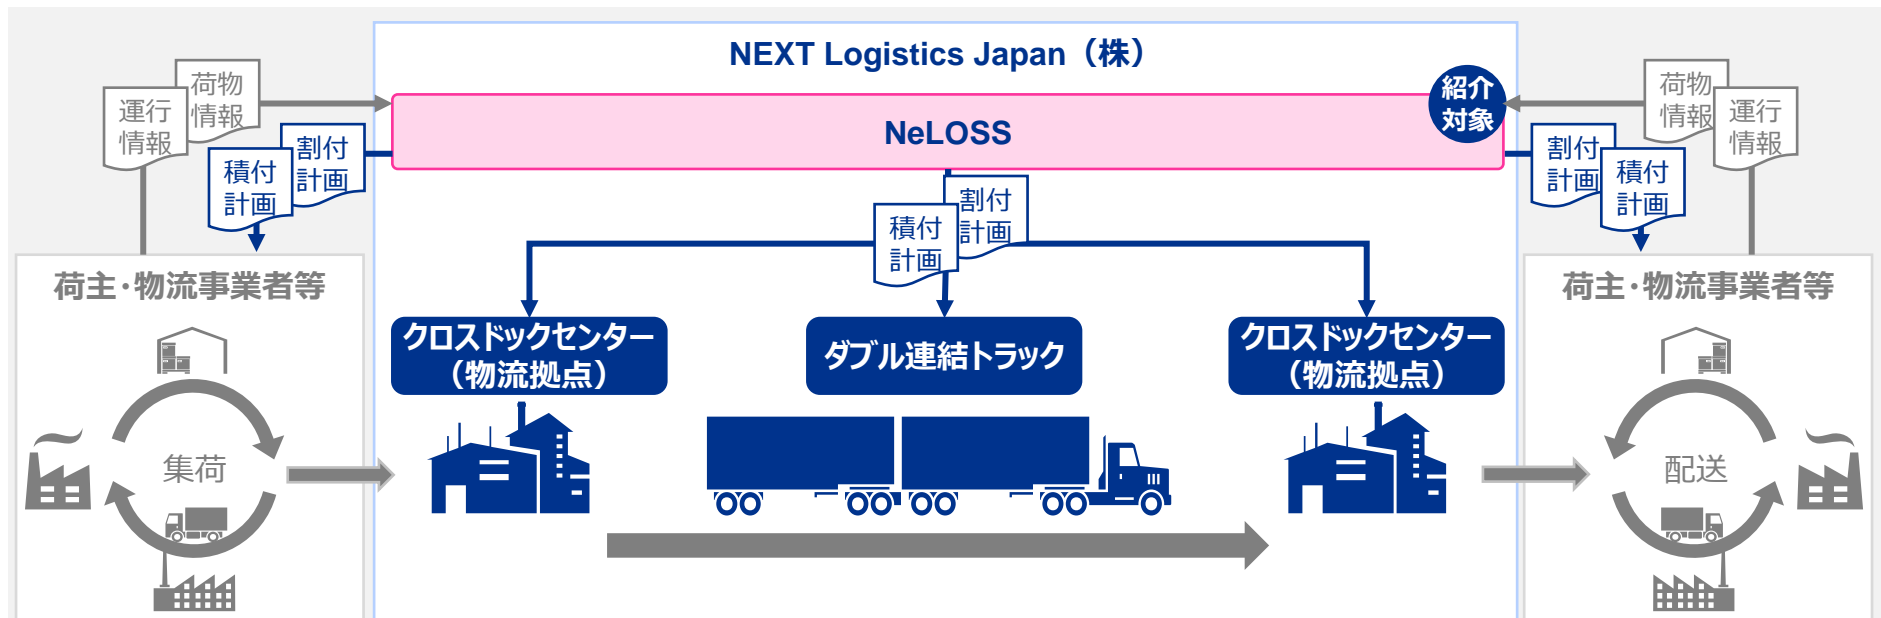 NEXT Logistics Japan（株）
NeLOSS
紹介
対象
荷物
情報
運行
情報
割付
計画
積付
計画
荷物
情報
運行
情報
割付
計画
積付
計画
割付
計画
積付
計画
荷主・物流事業者等
集荷
クロスドックセンター
（物流拠点）
ダブル連結トラック
クロスドックセンター
（物流拠点）
荷主・物流事業者等
配送